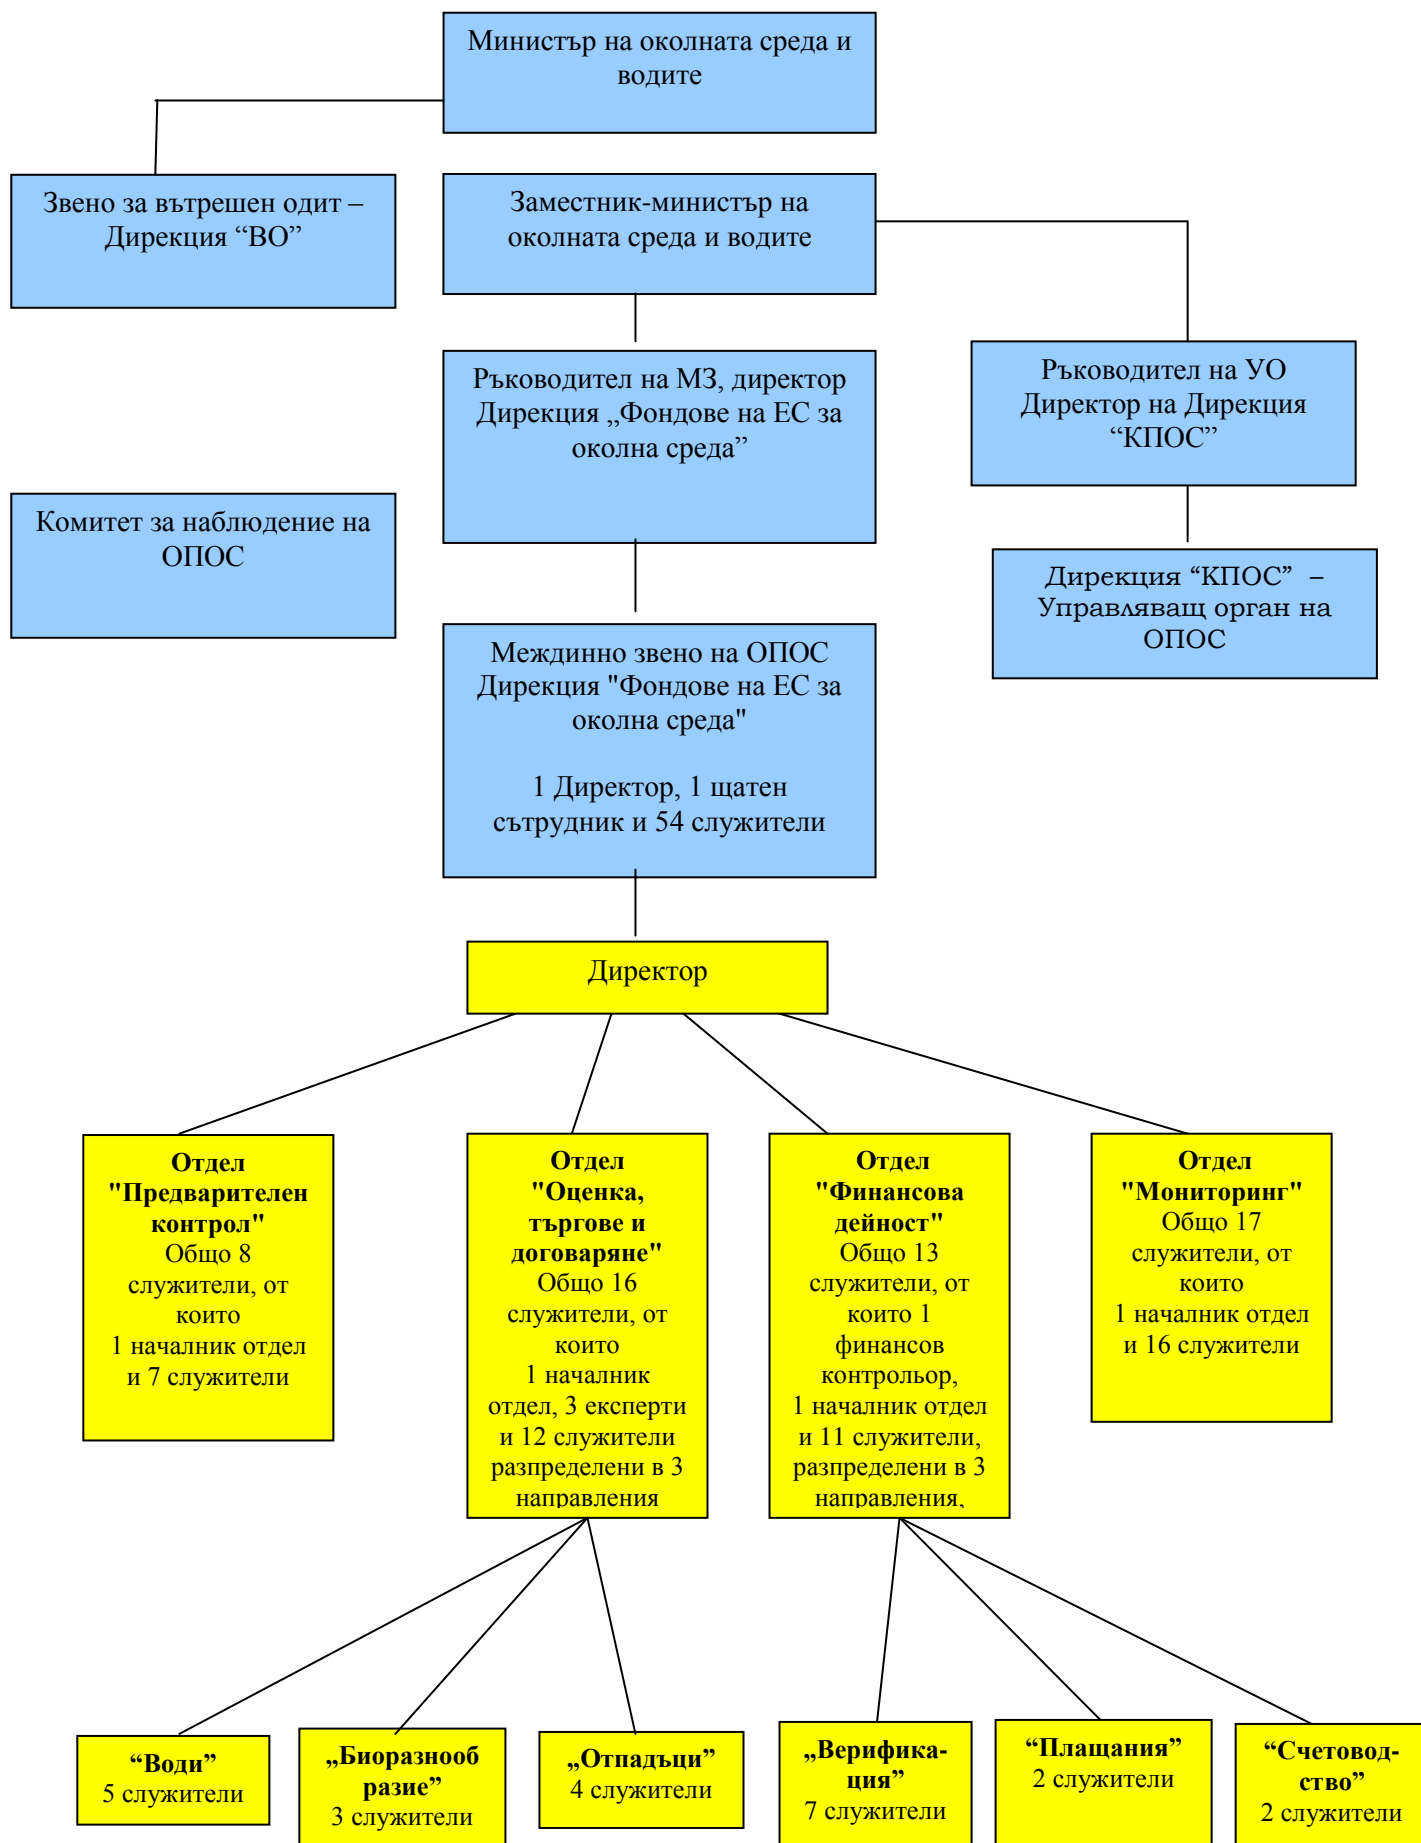 Министър на околната среда и
водите
Звено за вътрешен одит –
Дирекция “ВО”
Заместник-министър на
околната среда и водите
Ръководител на МЗ, директор
Дирекция „Фондове на ЕС за
околна среда”
Ръководител на УО
Директор на Дирекция
“КПОС”
Комитет за наблюдение на
ОПОС
Дирекция “КПОС” –
Управляващ орган на
ОПОС
Междинно звено на ОПОС
Дирекция "Фондове на ЕС за
околна среда"
1 Директор, 1 щатен
сътрудник и 54 служители
Директор
Отдел
"Предварителен
контрол"
Общо 8
служители, от
които
1 началник отдел
и 7 служители
Отдел
"Оценка,
търгове и
договаряне"
Общо 16
служители, от
които
1 началник
отдел, 3 експерти
и 12 служители
разпределени в 3
направления
Отдел
"Финансова
дейност"
Общо 13
служители, от
които 1
финансов
контрольор,
1 началник отдел
и 11 служители,
разпределени в 3
направления,
Отдел
"Мониторинг"
Общо 17
служители, от
които
1 началник отдел
и 16 служители
“Води”
5 служители
„Биоразнооб
разие”
3 служители
„Отпадъци”
4 служители
„Верифика-
ция”
7 служители
“Плащания”
2 служители
“Счетовод-
ство”
2 служители